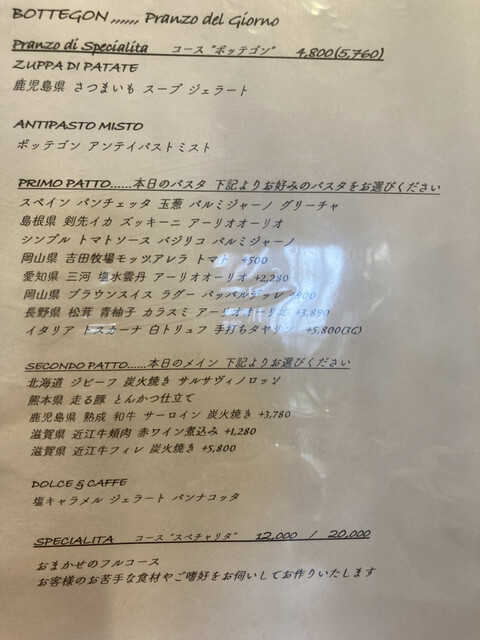 BOTTEGON ,,,,,, Pranzo del Giorno
Pranzo di Specialita コース "ボッテゴン" 4,800(5,760)
ZUPPA DI PATATE
鹿児島県 さつまいも スープ ジェラート
ANTIPASTO MISTO
ボッテゴン アンテイパストミスト
PRIMO PATTO......本日のパスタ 下記よりお好みのパスタをお選びください
スペイン パンチェッタ 玉葱 パルミジャーノ グリーチャ
島根県 剣先イカ ズッキーニ アーリオオーリオ
シンプル トマトソース バジリコ パルミジャーノ
岡山県 吉田牧場モッツアレラ トマト +500
愛知県 三河 塩水雲丹 アーリオオーリオ +2,280
岡山県 ブラウンスイス ラグー パッパルデッレ +900
長野県 松茸 青柚子 カラスミ アーリオオーリオ +3,890
イタリア トスカーナ 白トリュフ 手打ちタヤリン +5,800(3G)
SECONDO PATTO......本日のメイン 下記よりお選びください
北海道 ジビーフ 炭火焼き サルサヴィノロッソ
熊本県 走る豚 とんかつ仕立て
鹿児島県 熟成 和牛 サーロイン 炭火焼き +3,780
滋賀県 近江牛頬肉 赤ワイン煮込み +1,280
滋賀県 近江牛フィレ 炭火焼き +5,800
DOLCE & CAFFE
塩キャラメル ジェラート パンナコッタ
SPECIALITA コース "スペチャリタ" 12,000 / 20,000
おまかせのフルコース
お客様のお苦手な食材やご嗜好をお伺いしてお作りいたします